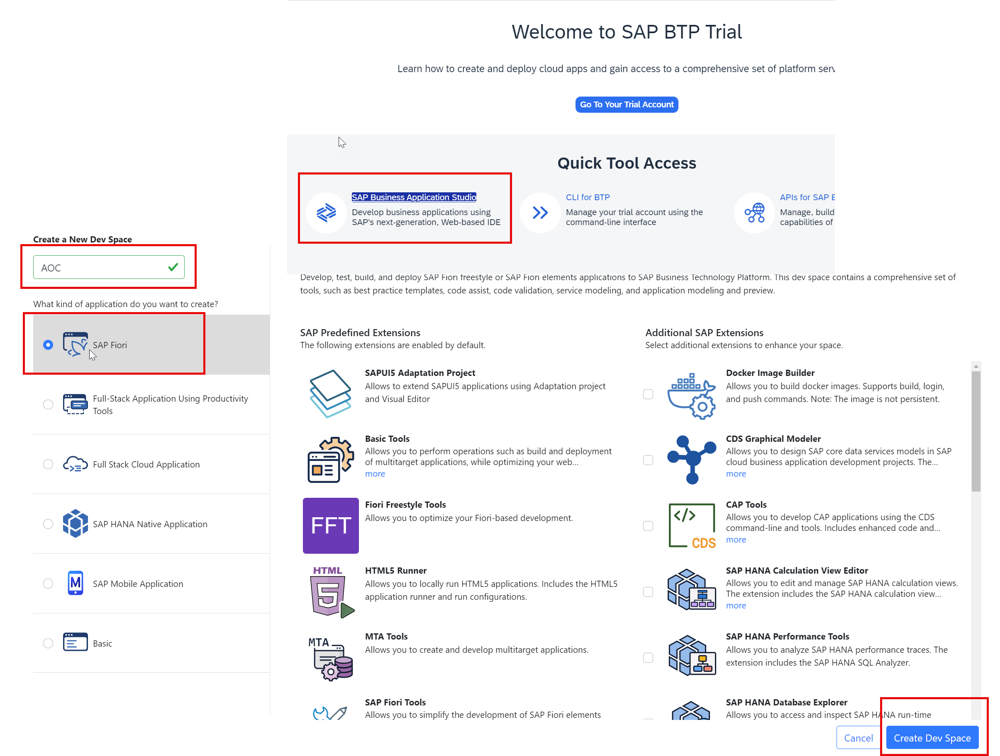 Welcome to SAP BTP Trial
Learn how to create and deploy cloud apps and gain access to a comprehensive set of platform serv
Go To Your Trial Account
Quick Tool Access
SAP Business Application Studio
Develop business applications using
SAP's next-generation, Web-based IDE
CLI for BTP
Manage your trial account using the
command-line interface
APIs for SAP
Manage, build
capabilities of
Create a New Dev Space
AOC
What kind of application do you want to create?
SAP Fiori
Full-Stack Application Using Productivity
Tools
Full Stack Cloud Application
SAP HANA Native Application
M
SAP Mobile Application
Basic
Develop, test, build, and deploy SAP Fiori freestyle or SAP Fiori elements applications to SAP Business Technology Platform. This dev space contains a comprehensive set of
tools, such as best practice templates, code assist, code validation, service modeling, and application modeling and preview.
SAP Predefined Extensions
The following extensions are enabled by default.
SAPUI5 Adaptation Project
Allows to extend SAPUI5 applications using Adaptation project
and Visual Editor
Basic Tools
Allows you to perform operations such as build and deployment
of multitarget applications, while optimizing your web...
more
FFT
Fiori Freestyle Tools
Allows you to optimize your Fiori-based development.
HTML
5
HTML5 Runner
Allows you to locally run HTML5 applications. Includes the HTML5
application runner and run configurations.
MTA
MTA Tools
Allows you to create and develop multitarget applications.
SAP Fiori Tools
Allows you to simplify the development of SAP Fiori elements
Additional SAP Extensions
Select additional extensions to enhance your space.
Docker Image Builder
Allows you to build docker images. Supports build, login,
and push commands. Note: The image is not persistent.
CDS Graphical Modeler
Allows you to design SAP core data services models in SAP
cloud business application development projects. The...
more
</>
CDS
CAP Tools
Allows you to develop CAP applications using the CDS
command-line and tools. Includes enhanced code and...
more
SAP HANA Calculation View Editor
Allows you to edit and manage SAP HANA calculation views.
The extension includes the SAP HANA calculation view...
more
SAP HANA Performance Tools
Allows you to analyze SAP HANA performance traces. The
extension includes the SAP HANA SQL Analyzer.
SAP HANA Database Explorer
Allows you to access and inspect SAP HANA run-time
Cancel
Create Dev Space